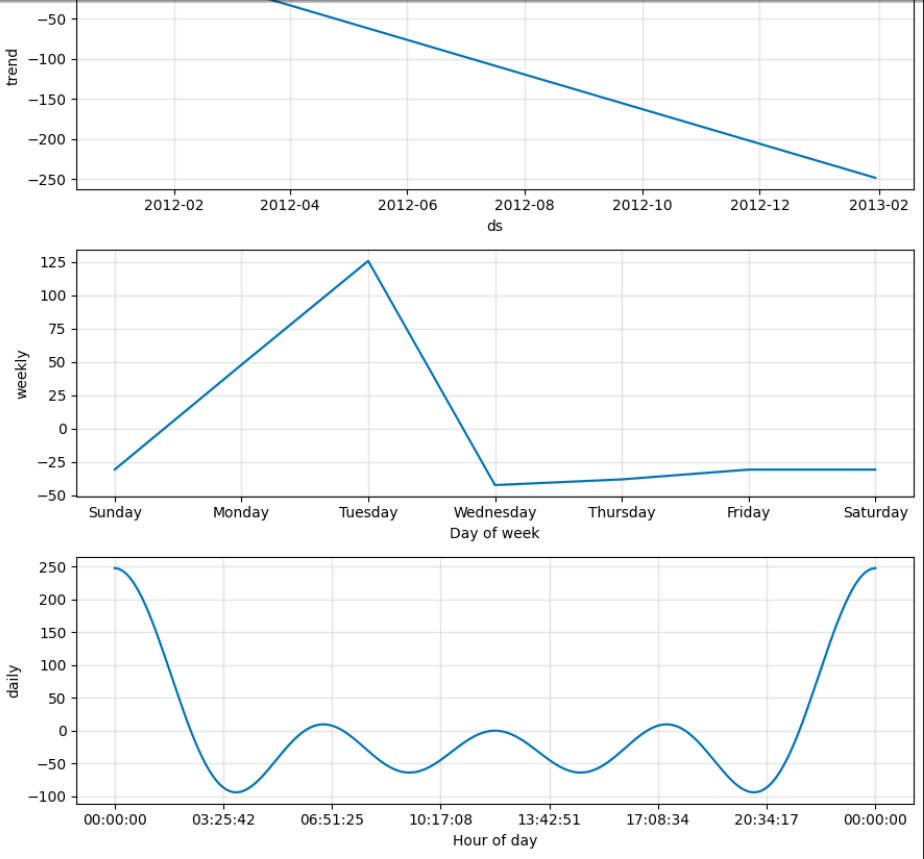 −50
−100
−150
−200
−250
trend
2012-02 2012-04 2012-06 2012-08 2012-10 2012-12 2013-02
ds
125
100
75
50
25
0
−25
−50
weekly
Sunday Monday Tuesday Wednesday Thursday Friday Saturday
Day of week
250
200
150
100
50
0
−50
−100
daily
00:00:00 03:25:42 06:51:25 10:17:08 13:42:51 17:08:34 20:34:17 00:00:00
Hour of day